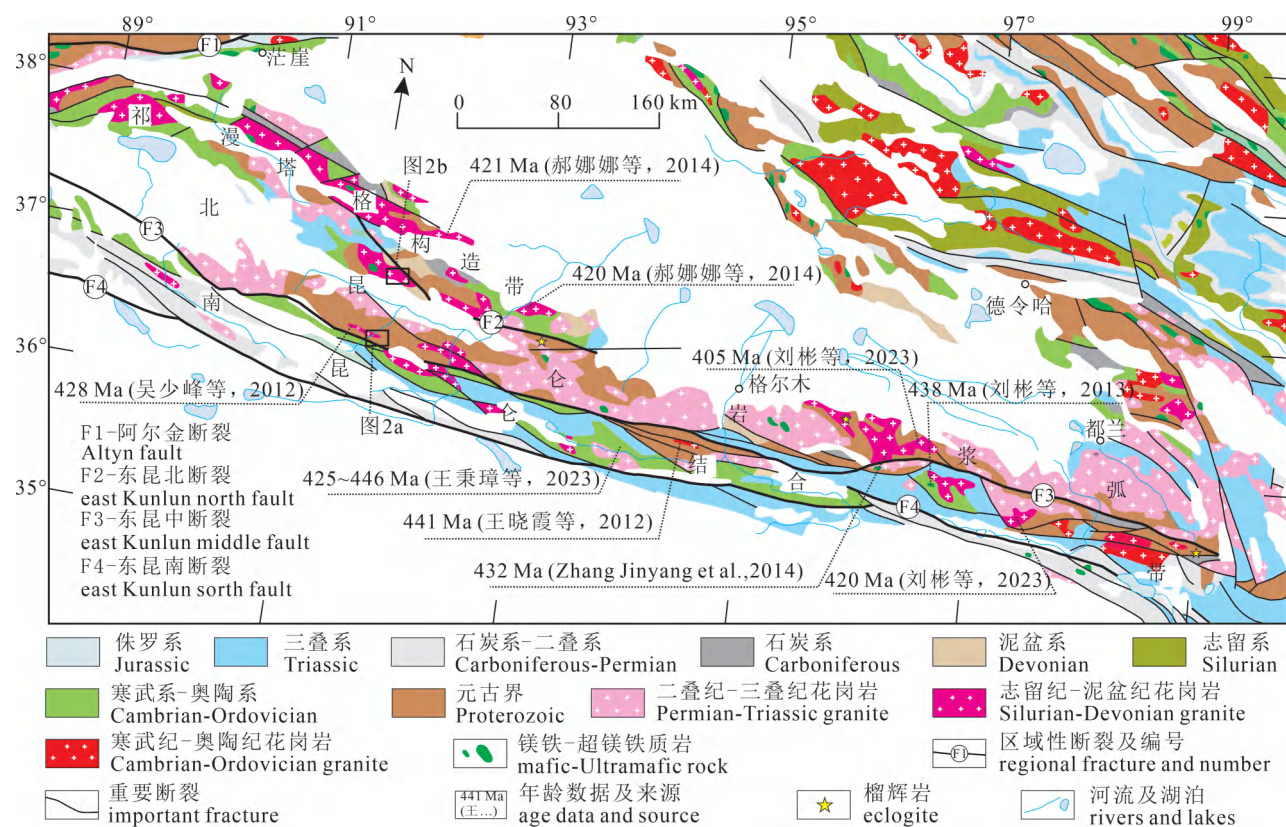 89° 91° 93° 95° 97° 99°
38°
37°
36°
35°
F1
茫崖
N
0 80 160 km
祁
漫
塔
格
构
造
带
图2b
421 Ma (郝娜娜等，2014)
北
F3
F4
南
昆
420 Ma (郝娜娜等，2014)
F2
德令哈
昆
仑
405 Ma (刘彬等，2023)
格尔木
438 Ma (刘彬等，2013)
428 Ma (吴少峰等，2012)
图2a
仑
岩
都兰
浆
弧
结
合
带
F3
F4
F1-阿尔金断裂
Altyn fault
F2-东昆北断裂
east Kunlun north fault
F3-东昆中断裂
east Kunlun middle fault
F4-东昆南断裂
east Kunlun sorth fault
425~446 Ma (王秉璋等，2023)
441 Ma (王晓霞等，2012)
432 Ma (Zhang Jinyang et al.,2014)
420 Ma (刘彬等，2023)
侏罗系
Jurassic
三叠系
Triassic
石炭系-二叠系
Carboniferous-Permian
石炭系
Carboniferous
泥盆系
Devonian
志留系
Silurian
寒武系-奥陶系
Cambrian-Ordovician
元古界
Proterozoic
二叠纪-三叠纪花岗岩
Permian-Triassic granite
志留纪-泥盆纪花岗岩
Silurian-Devonian granite
寒武纪-奥陶纪花岗岩
Cambrian-Ordovician granite
镁铁-超镁铁质岩
mafic-Ultramafic rock
F1
区域性断裂及编号
regional fracture and number
重要断裂
important fracture
441 Ma
(王...)
年龄数据及来源
age data and source
榴辉岩
eclogite
河流及湖泊
rivers and lakes